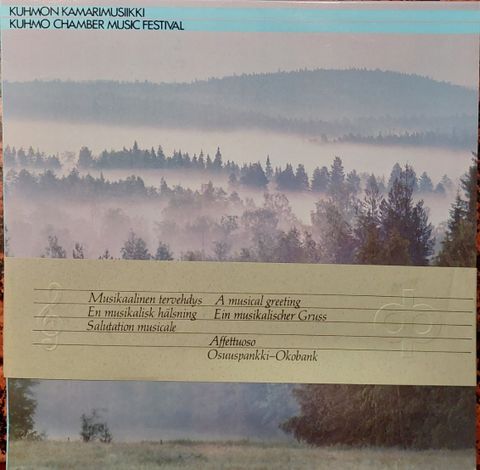 KUHMON KAMARIMUSIIKKI
KUHMO CHAMBER MUSIC FESTIVAL
Musikaalinen tervehdys A musical greeting
En musikalisk hälsning Ein musikalischer Gruss
Salutation musicale
Affettuoso
Osuuspankki–Okobank